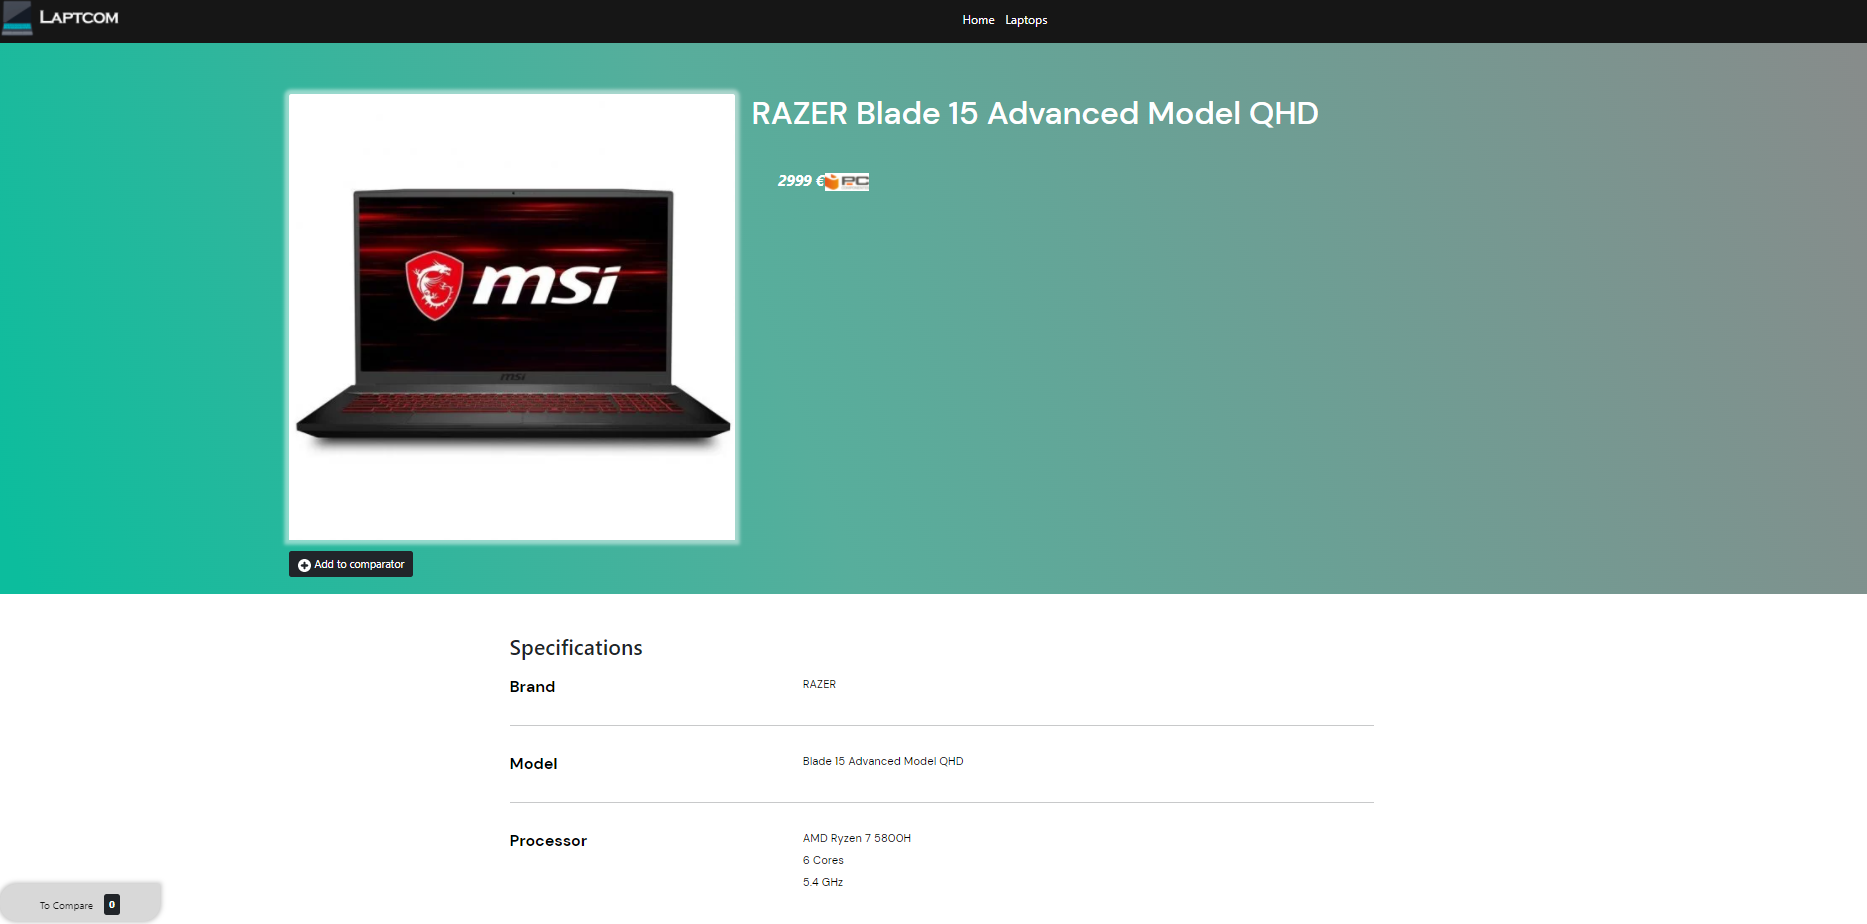 LAPTCOM
Home Laptops
RAZER Blade 15 Advanced Model QHD
2999 €
PC
msi
msi
Add to comparator
Specifications
Brand RAZER
Model Blade 15 Advanced Model QHD
Processor AMD Ryzen 7 5800H
6 Cores
5.4 GHz
To Compare 0